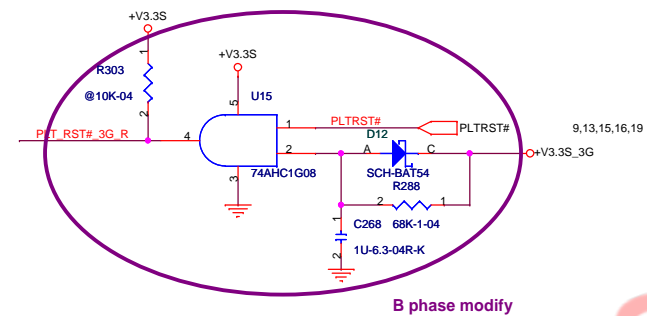 +V3.3S
+V3.3S
1
R303
@10K-04
2
5
U15
PLT_RST#_3G_R
4
1
PLTRST#
PLTRST#
9,13,15,16,19
D12
2
A
C
+V3.3S_3G
3
74AHC1G08
SCH-BAT54
R288
2
1
1
C268
68K-1-04
2
1U-6.3-04R-K
B phase modify